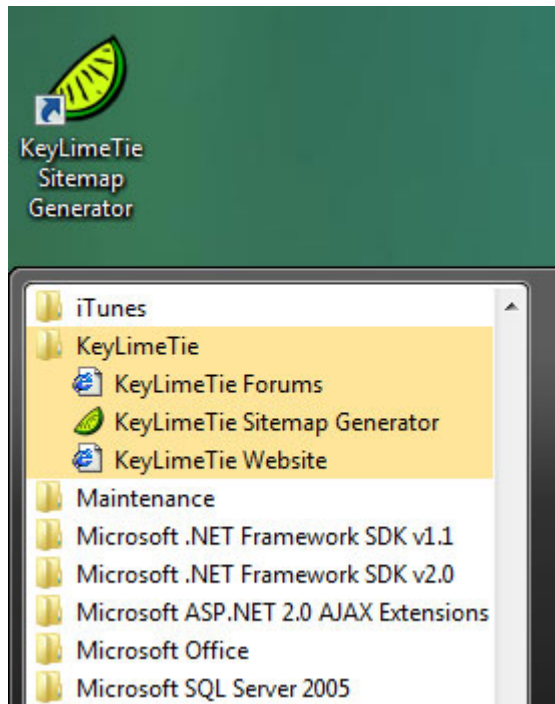 KeyLimeTie
Sitemap
Generator
iTunes
KeyLimeTie
KeyLimeTie Forums
KeyLimeTie Sitemap Generator
KeyLimeTie Website
Maintenance
Microsoft .NET Framework SDK v1.1
Microsoft .NET Framework SDK v2.0
Microsoft ASP.NET 2.0 AJAX Extensions
Microsoft Office
Microsoft SQL Server 2005